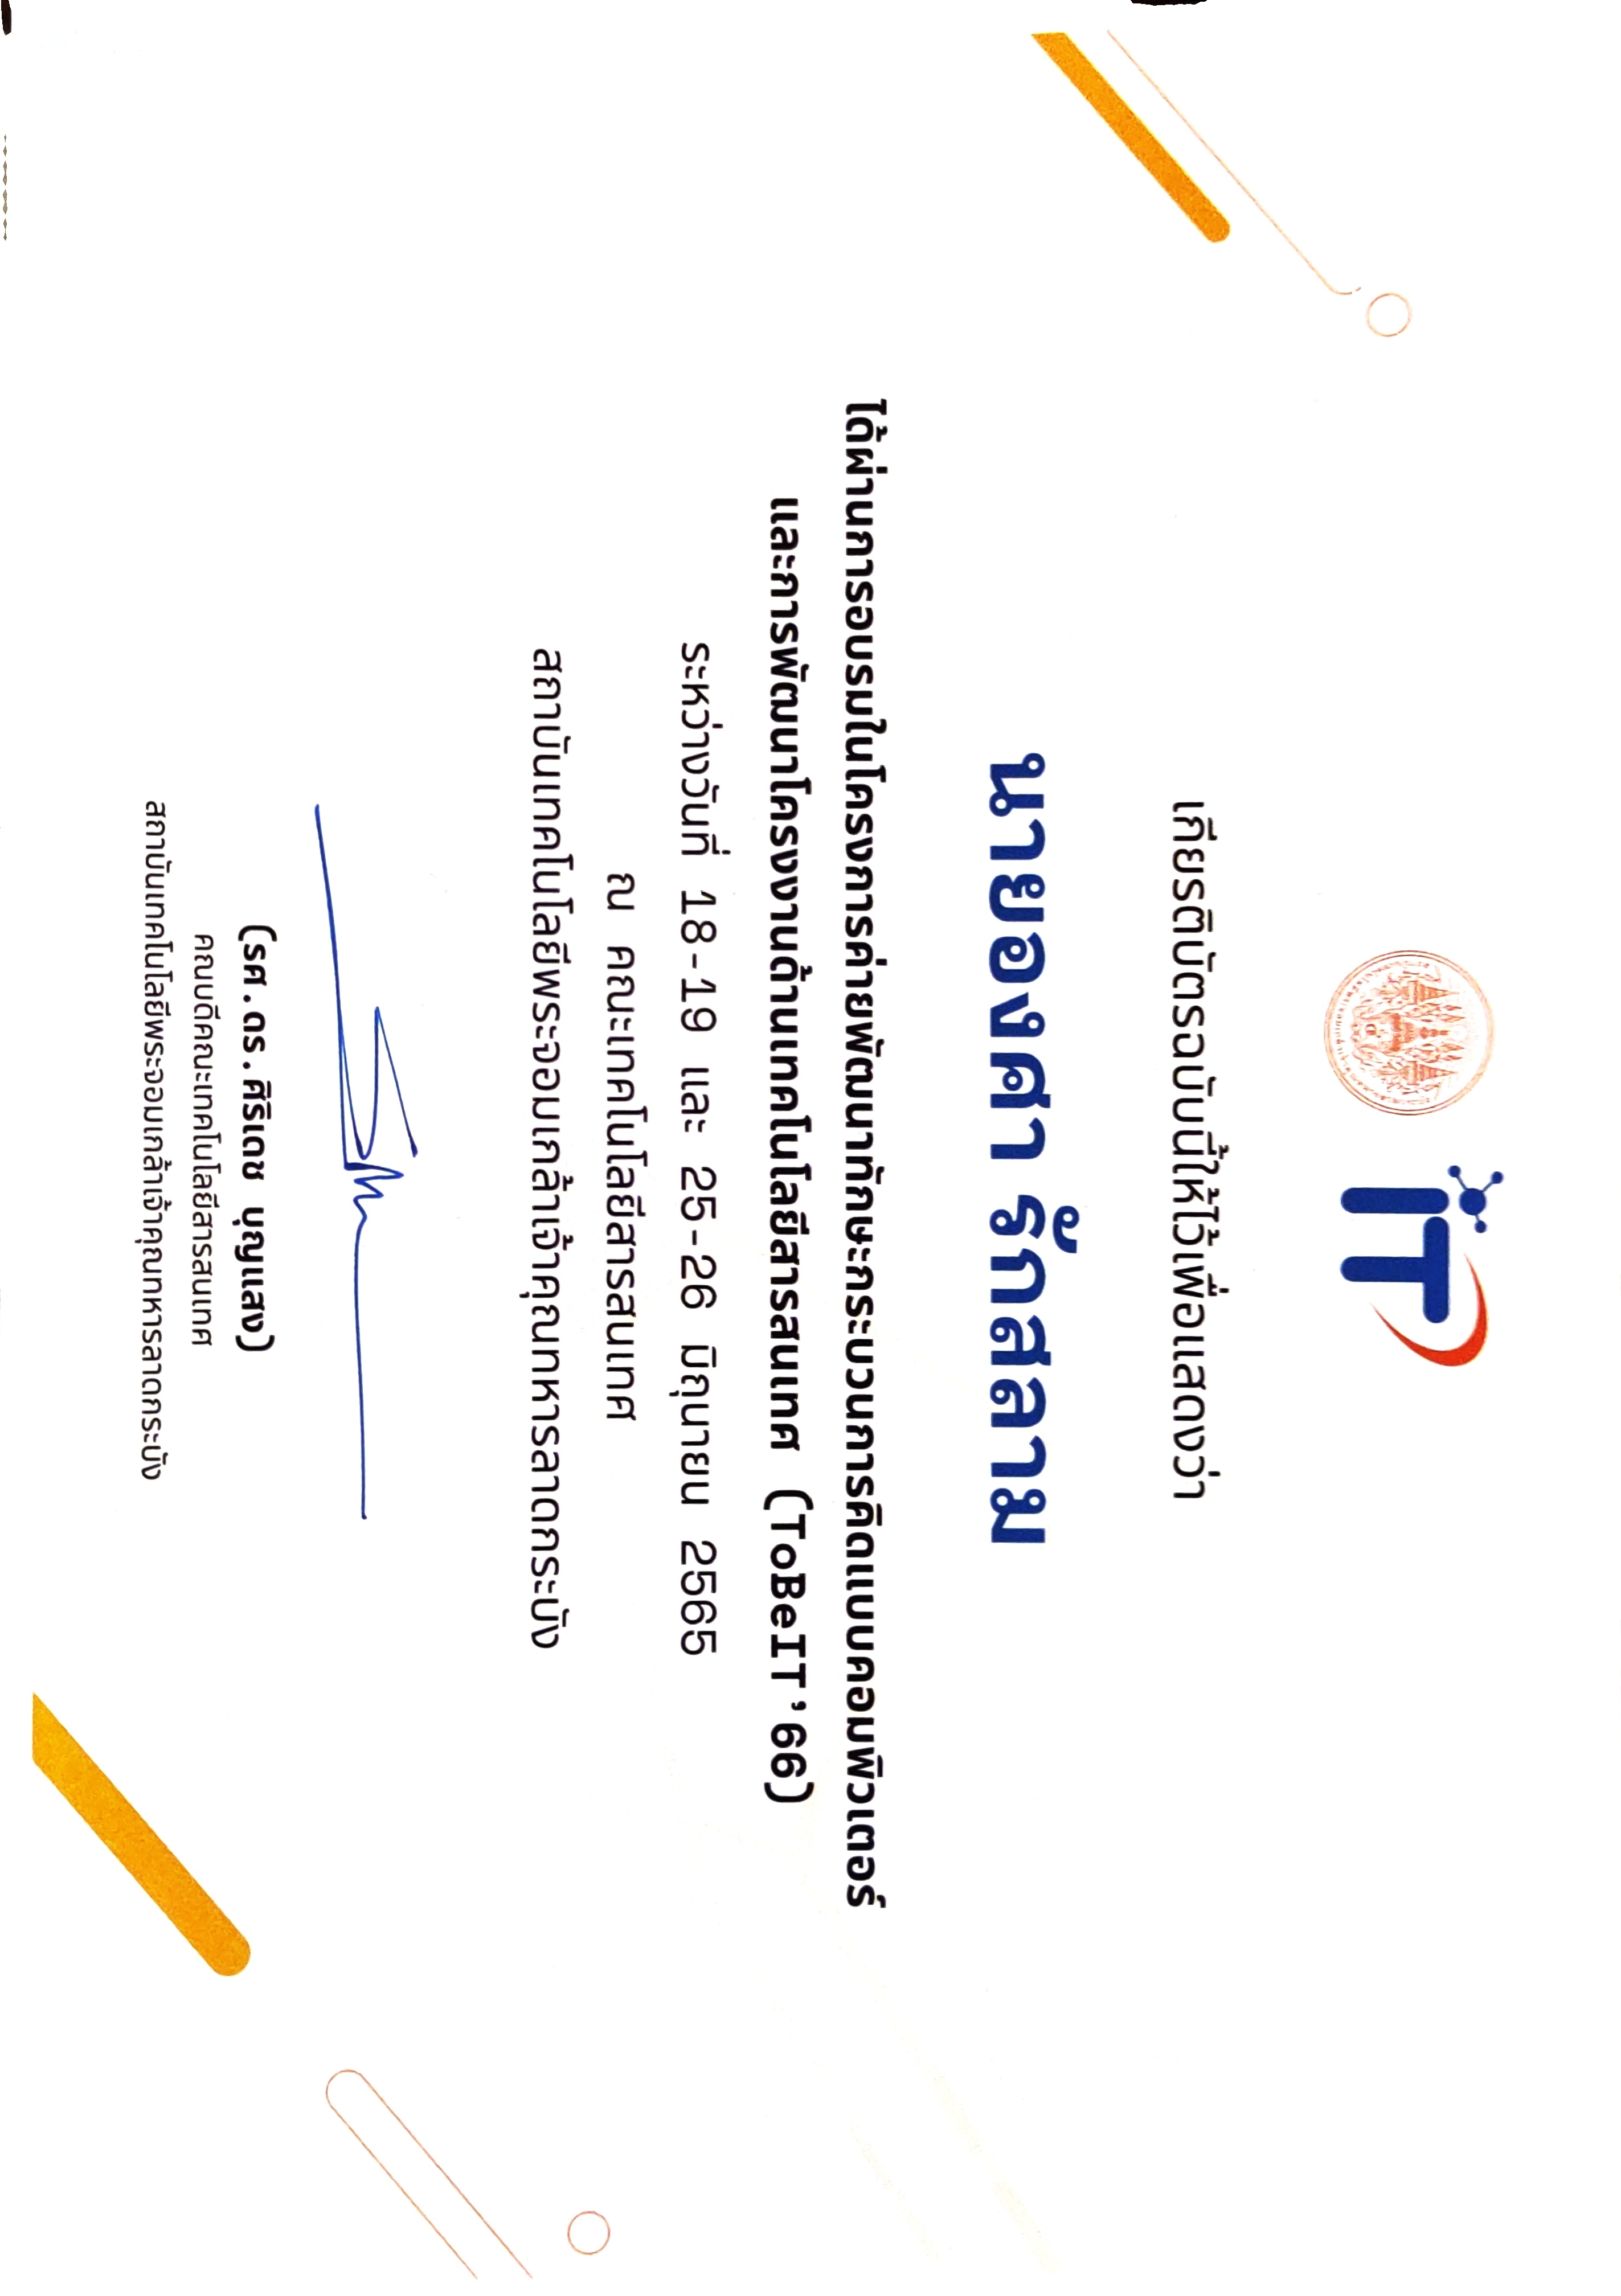 IT
เกียรติบัตรฉบับนี้ให้ไว้เพื่อแสดงว่า
นายองศา รักสลาม
ได้ผ่านการอบรมในโครงการค่ายพัฒนาทักษะกระบวนการคิดแบบคอมพิวเตอร์
และการพัฒนาโครงงานด้านเทคโนโลยีสารสนเทศ (ToBeIT’66)
ระหว่างวันที่ 18-19 และ 25-26 มิถุนายน 2565
ณ คณะเทคโนโลยีสารสนเทศ
สถาบันเทคโนโลยีพระจอมเกล้าเจ้าคุณทหารลาดกระบัง
(รศ.ดร.ศิริเดช บุญแสง)
คณบดีคณะเทคโนโลยีสารสนเทศ
สถาบันเทคโนโลยีพระจอมเกล้าเจ้าคุณทหารลาดกระบัง